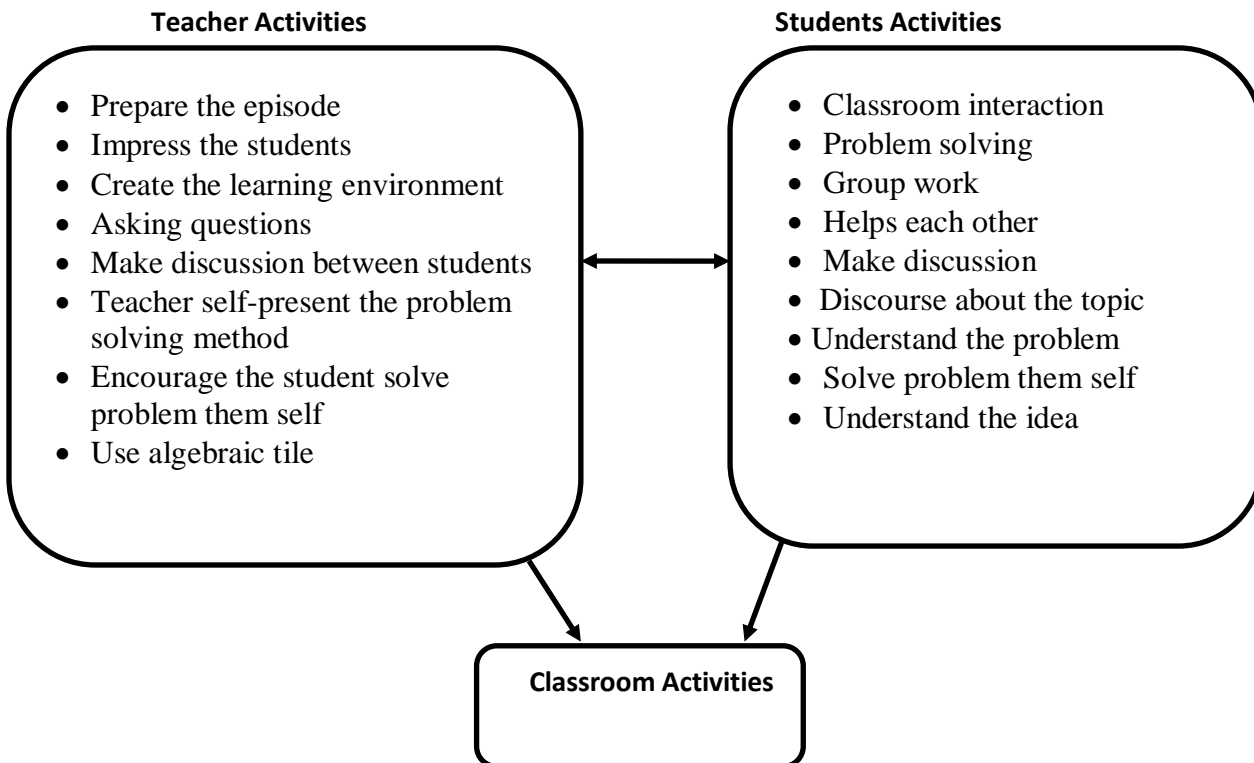 Teacher Activities
• Prepare the episode
• Impress the students
• Create the learning environment
• Asking questions
• Make discussion between students
• Teacher self-present the problem
solving method
• Encourage the student solve
problem them self
• Use algebraic tile
Students Activities
• Classroom interaction
• Problem solving
• Group work
• Helps each other
• Make discussion
• Discourse about the topic
• Understand the problem
• Solve problem them self
• Understand the idea
Classroom Activities